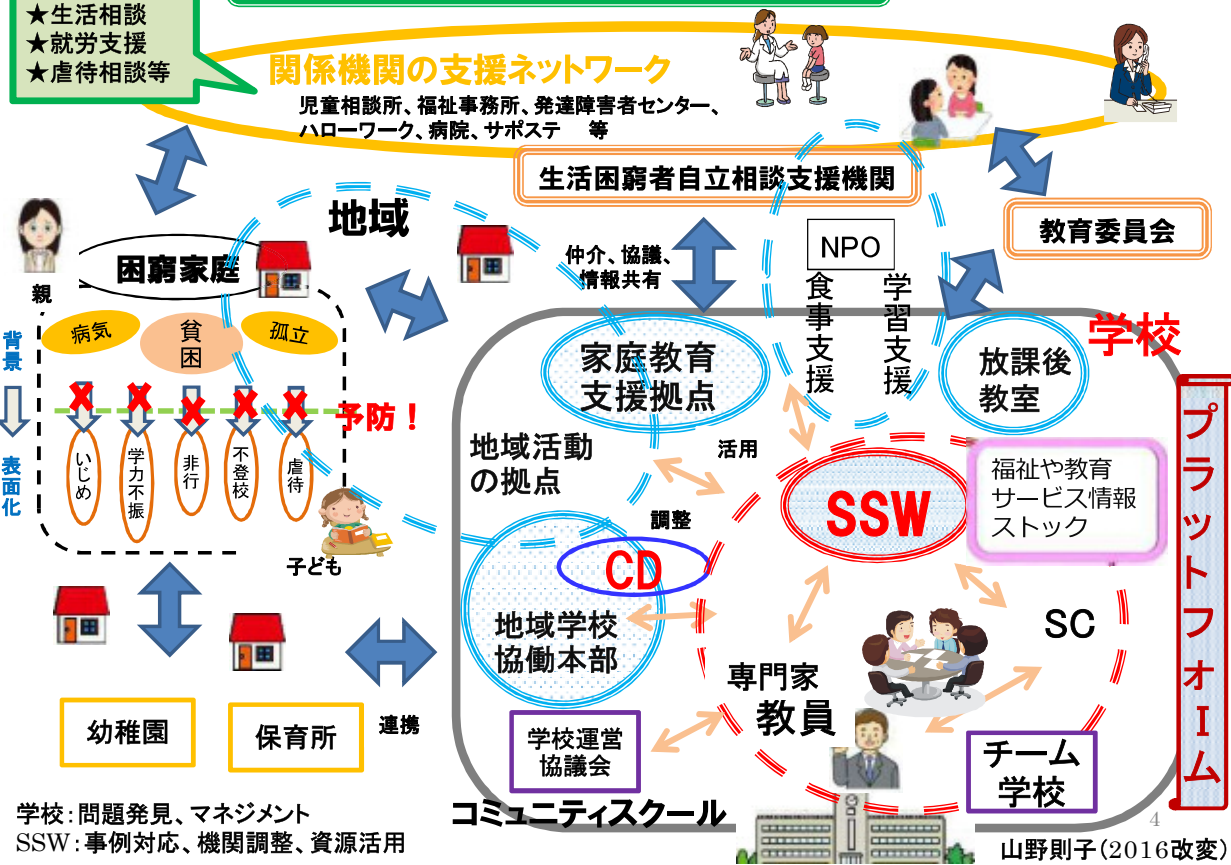 ★生活相談
★就労支援
★虐待相談等
関係機関の支援ネットワーク
児童相談所、福祉事務所、発達障害者センター、
ハローワーク、病院、サポステ　等
生活困窮者自立相談支援機関
教育委員会
地域
仲介、協議、
情報共有
NPO
食事支援
学習支援
親
困窮家庭
病気
貧
困
孤立
背景
表面化
予防！
いじめ
学力不振
非行
不登校
虐待
子ども
学校
家庭教育
支援拠点
放課後
教室
地域活動
の拠点
活用
調整
SSW
福祉や教育
サービス情報
ストック
プラットフォーム
CD
地域学校
協働本部
SC
専門家
教員
学校運営
協議会
チーム
学校
コミュニティスクール
幼稚園
保育所
連携
学校：問題発見、マネジメント
SSW：事例対応、機関調整、資源活用
4
山野則子（2016改変）